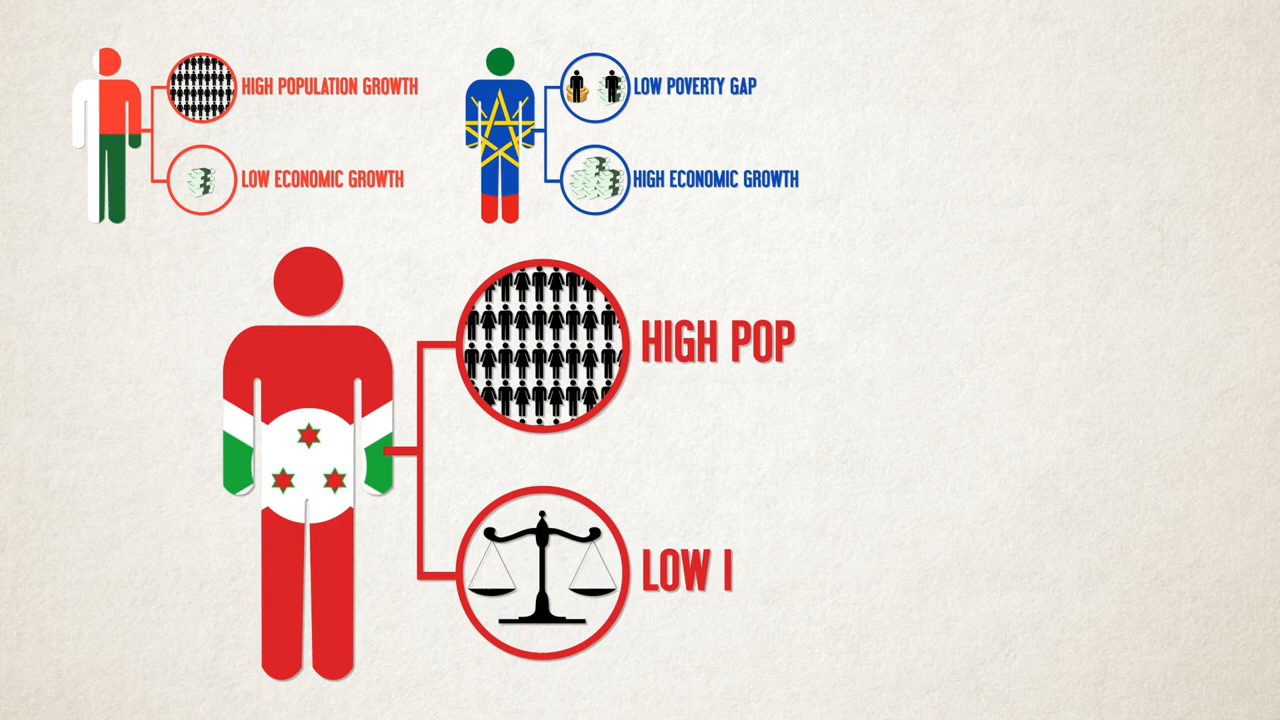 HIGH POPULATION GROWTH
LOW ECONOMIC GROWTH
LOW POVERTY GAP
HIGH ECONOMIC GROWTH
HIGH POP
LOW I